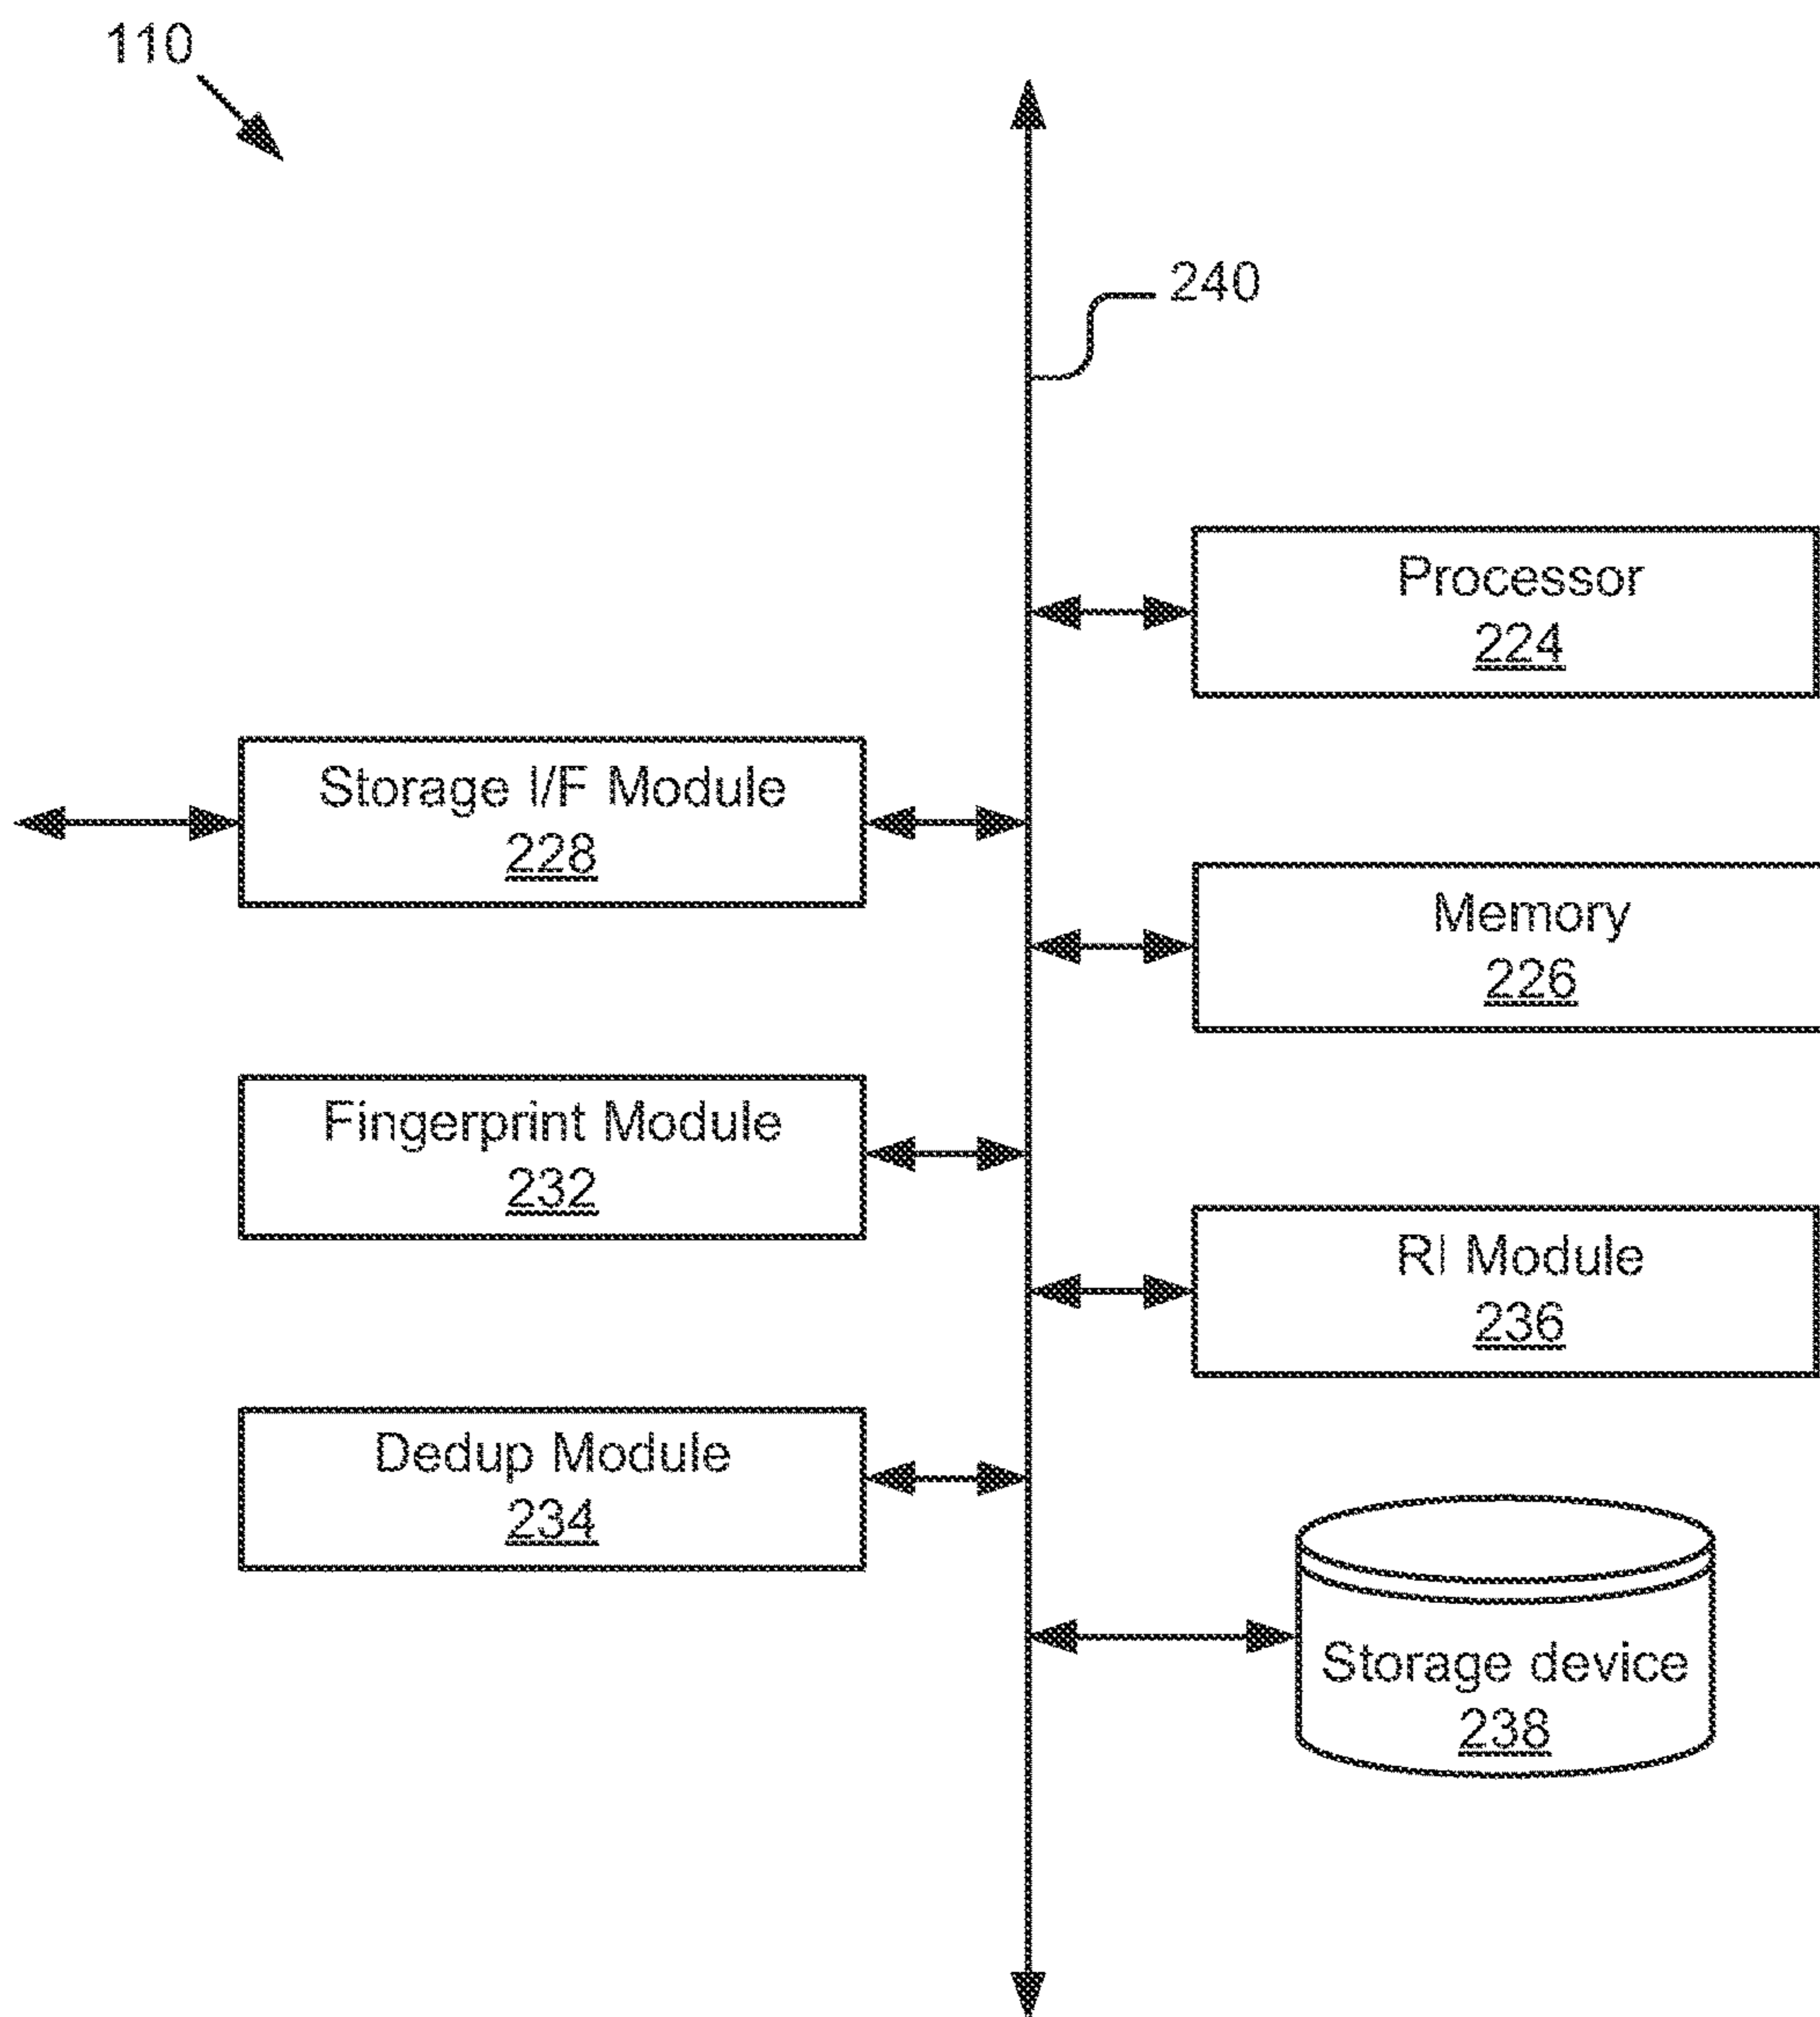 110
240
Processor
224
Storage I/F Module
228
Memory
226
Fingerprint Module
232
RI Module
236
Dedup Module
234
Storage device
238